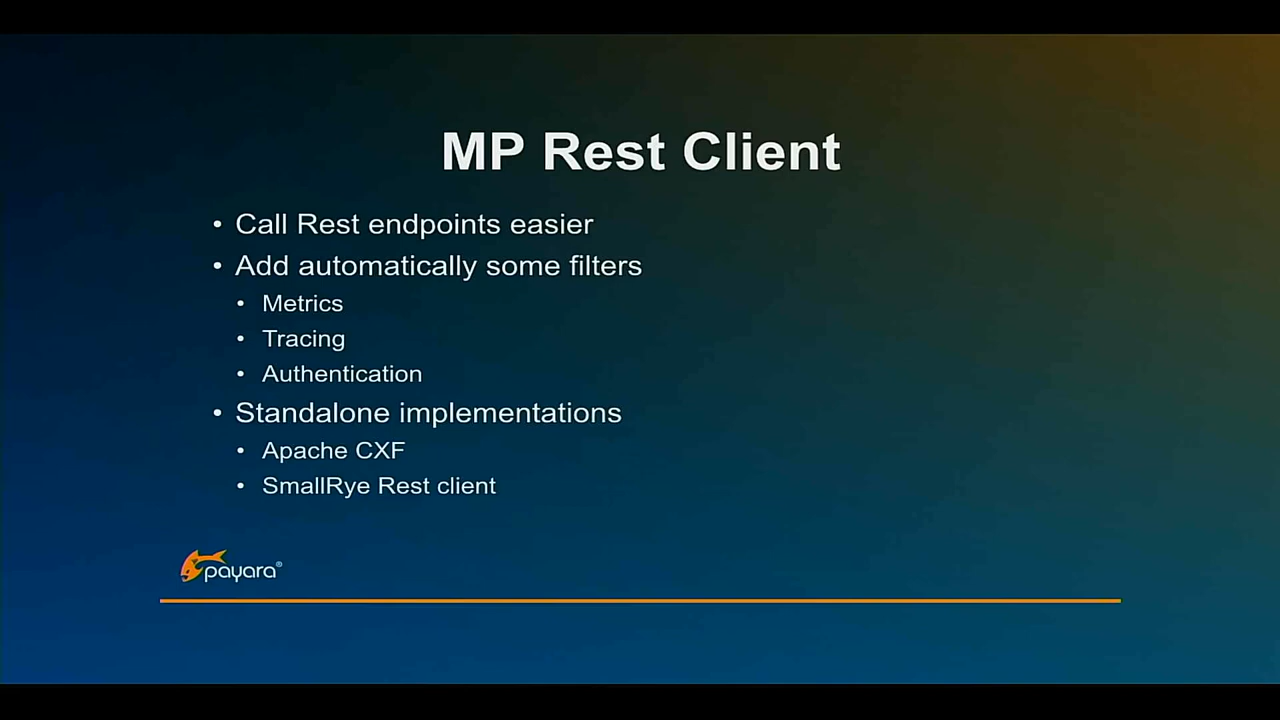 MP Rest Client
• Call Rest endpoints easier
• Add automatically some filters
• Metrics
• Tracing
• Authentication
• Standalone implementations
• Apache CXF
• SmallRye Rest client
payara®